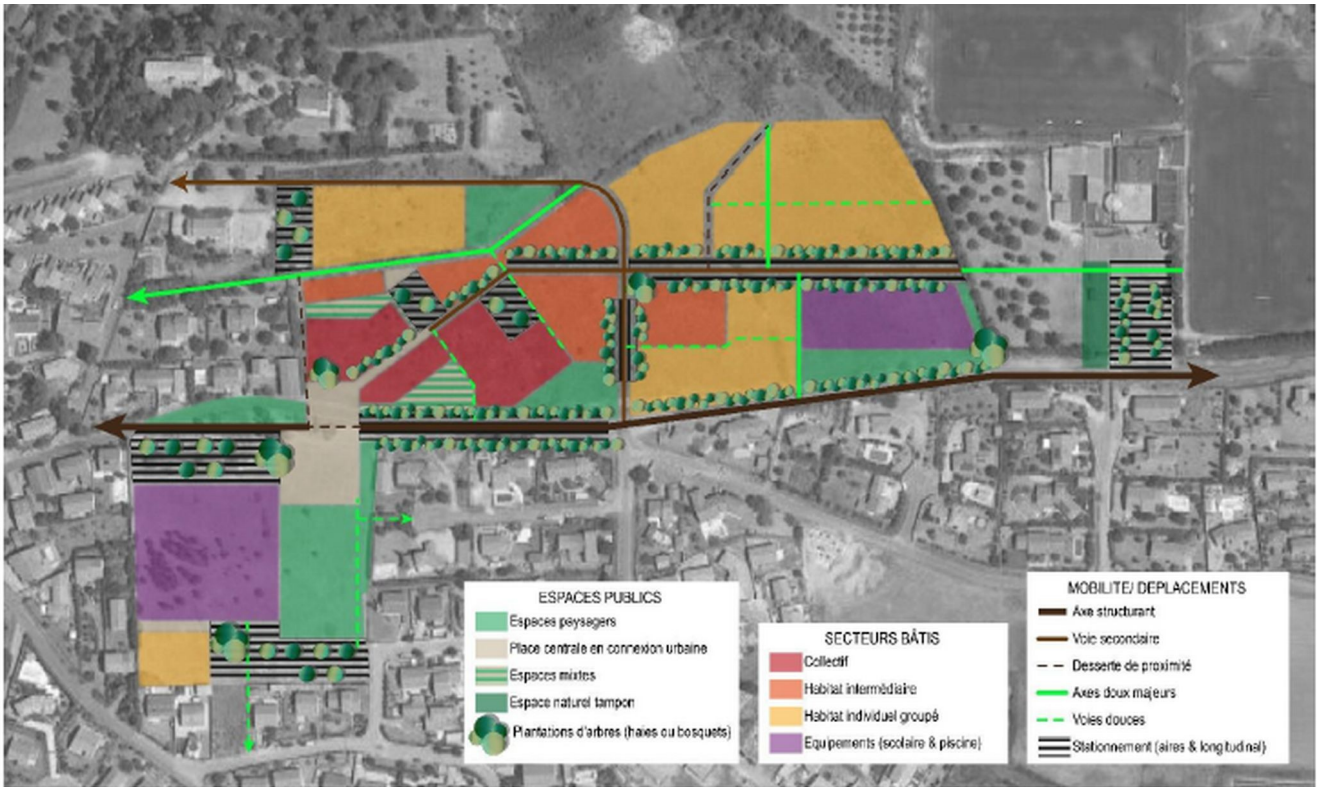 ESPACES PUBLICS
Espaces paysagers
Place centrale en connexion urbaine
Espaces mixtes
Espace naturel tampon
Plantations d'arbres (haies ou bosquets)
SECTEURS BÂTIS
Collectif
Habitat intermédiaire
Habitat individuel groupé
Equipements (scolaire & piscine)
MOBILITE/ DEPLACEMENTS
Axe structurant
Voie secondaire
Desserte de proximité
Axes doux majeurs
Voies douces
Stationnement (aires & longitudinal)